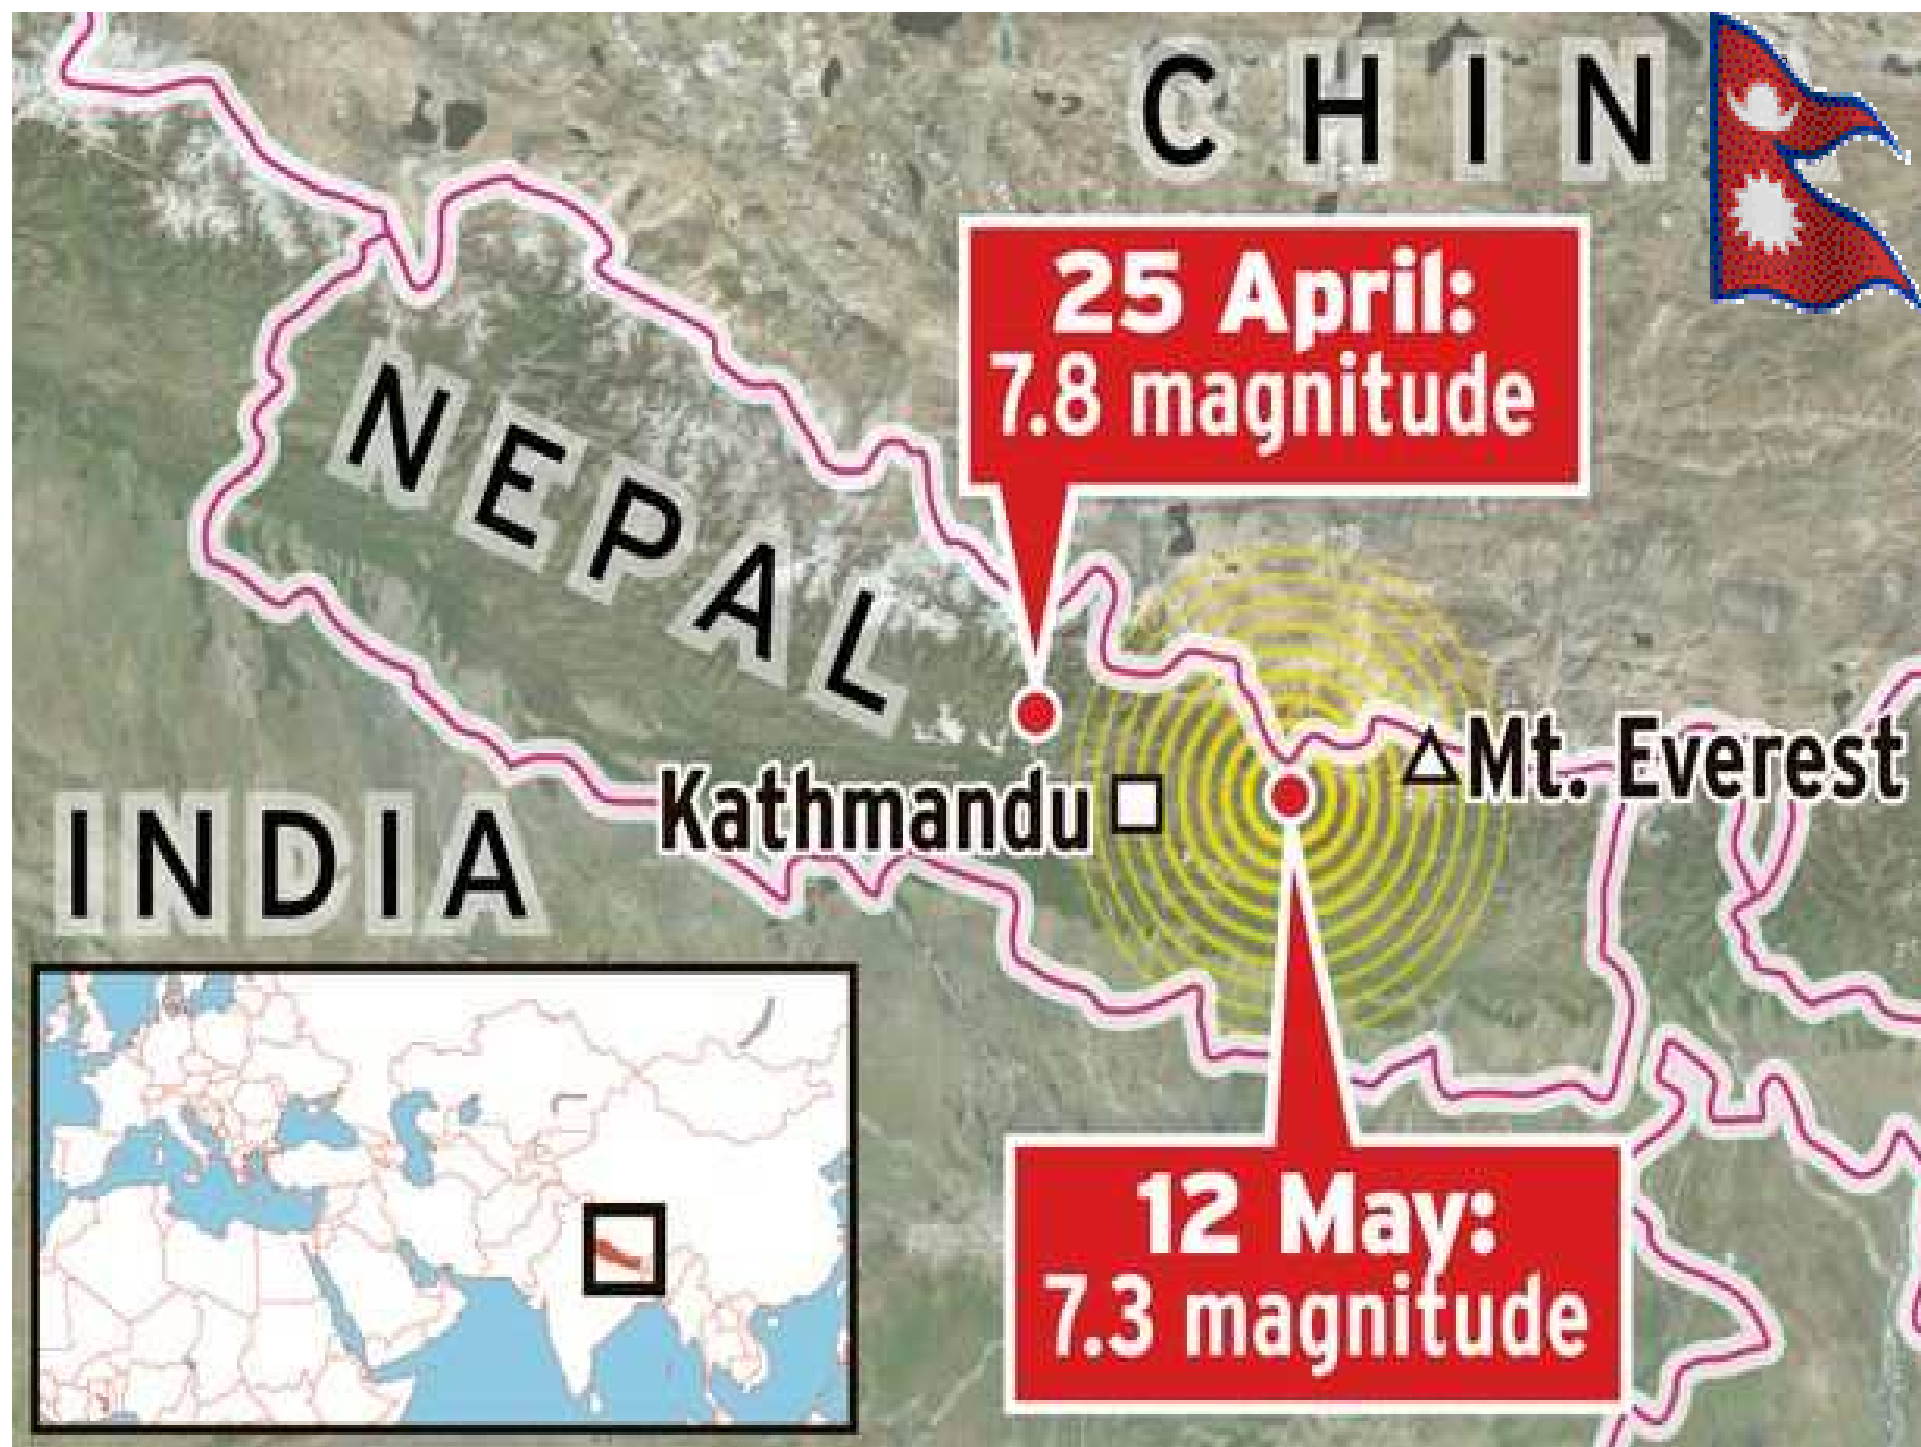 CHIN
25 April:
7.8 magnitude
NEPAL
Mt. Everest
Kathmandu
INDIA
12 May:
7.3 magnitude